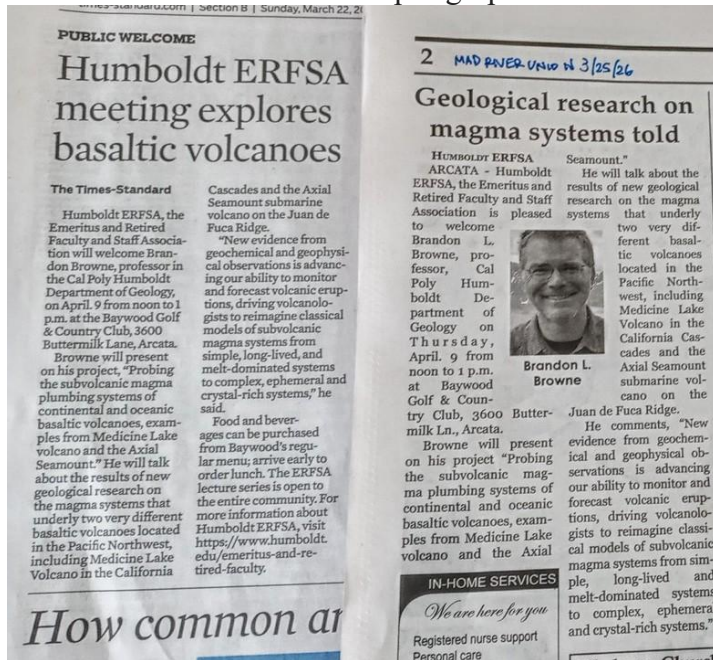 times-standard.com | Section B | Sunday, March 22,
PUBLIC WELCOME
Humboldt ERFSA
meeting explores
basaltic volcanoes
The Times-Standard
Humboldt ERFSA, the
Emeritus and Retired
Faculty and Staff Associa-
tion will welcome Bran-
don Browne, professor in
the Cal Poly Humboldt
Department of Geology,
on April. 9 from noon to 1
p.m. at the Baywood Golf
& Country Club, 3600
Buttermilk Lane, Arcata.
Browne will present
on his project, “Probing
the subvolcanic magma
plumbing systems of
continental and oceanic
basaltic volcanoes, exam-
ples from Medicine Lake
volcano and the Axial
Seamount.” He will talk
about the results of new
geological research on
the magma systems that
underly two very different
basaltic volcanoes located
in the Pacific Northwest,
including Medicine Lake
Volcano in the California
Cascades and the Axial
Seamount submarine
volcano on the Juan de
Fuca Ridge.
“New evidence from
geochemical and geophysi-
cal observations is advanc-
ing our ability to monitor
and forecast volcanic erup-
tions, driving volcanolo-
gists to reimagine classical
models of subvolcanic
magma systems from
simple, long-lived, and
melt-dominated systems
to complex, ephemeral and
crystal-rich systems,” he
said.
Food and bever-
ages can be purchased
from Baywood’s regu-
lar menu; arrive early to
order lunch. The ERFSA
lecture series is open to
the entire community. For
more information about
Humboldt ERFSA, visit
https://www.humboldt.
edu/emeritus-and-re-
tired-faculty.
How common
2 MAD RIVER UNION 3/25/26
Geological research on
magma systems told
HUMBOLDT ERFSA
ARCATA - Humboldt
ERFSA, the Emeritus and
Retired Faculty and Staff
Association is pleased
to welcome
Brandon L.
Browne, pro-
fessor, Cal
Poly Hum-
boldt De-
partment of
Geology on
Thursday,
April. 9 from
noon to 1 p.m.
at Baywood
Golf & Coun-
try Club, 3600 Butter-
milk Ln., Arcata.
Browne will present
on his project “Probing
the subvolcanic mag-
ma plumbing systems of
continental and oceanic
basaltic volcanoes, exam-
ples from Medicine Lake
volcano and the Axial
Brandon L.
Browne
Seamount.”
He will talk about the
results of new geological
research on the magma
systems that underly
two very dif-
ferent basal-
tic volcanoes
located in the
Pacific North-
west, including
Medicine Lake
Volcano in the
California Cas-
cades and the
Axial Seamount
submarine vol-
cano on the
Juan de Fuca Ridge.
He comments, “New
evidence from geochem-
ical and geophysical ob-
servations is advancing
our ability to monitor and
forecast volcanic erup-
tions, driving volcanolo-
gists to reimagine classi-
cal models of subvolcanic
magma systems from sim-
ple, long-lived and
melt-dominated systems
to complex, ephemera
and crystal-rich systems.”
IN-HOME SERVICES
We are here for you
Registered nurse support
Personal care